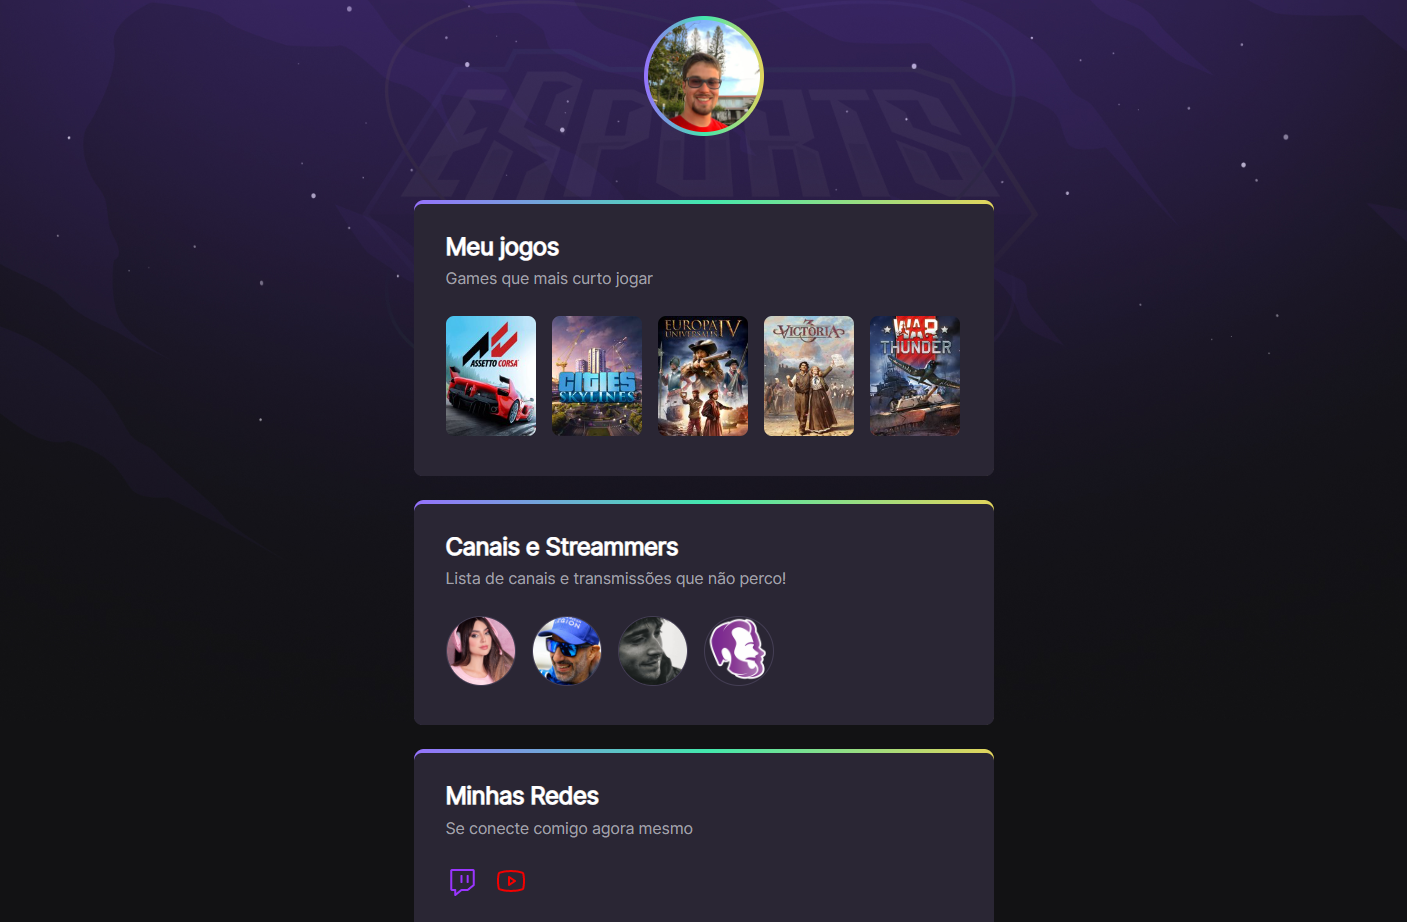 ESPORTS
Meu jogos
Games que mais curto jogar
ASSETTO CORSA
CITIES
SKYLINES
EUROPA
UNIVERSALIS IV
VICTORIA
3
WAR
THUNDER
Canais e Streammers
Lista de canais e transmissões que não perco!
Minhas Redes
Se conecte comigo agora mesmo